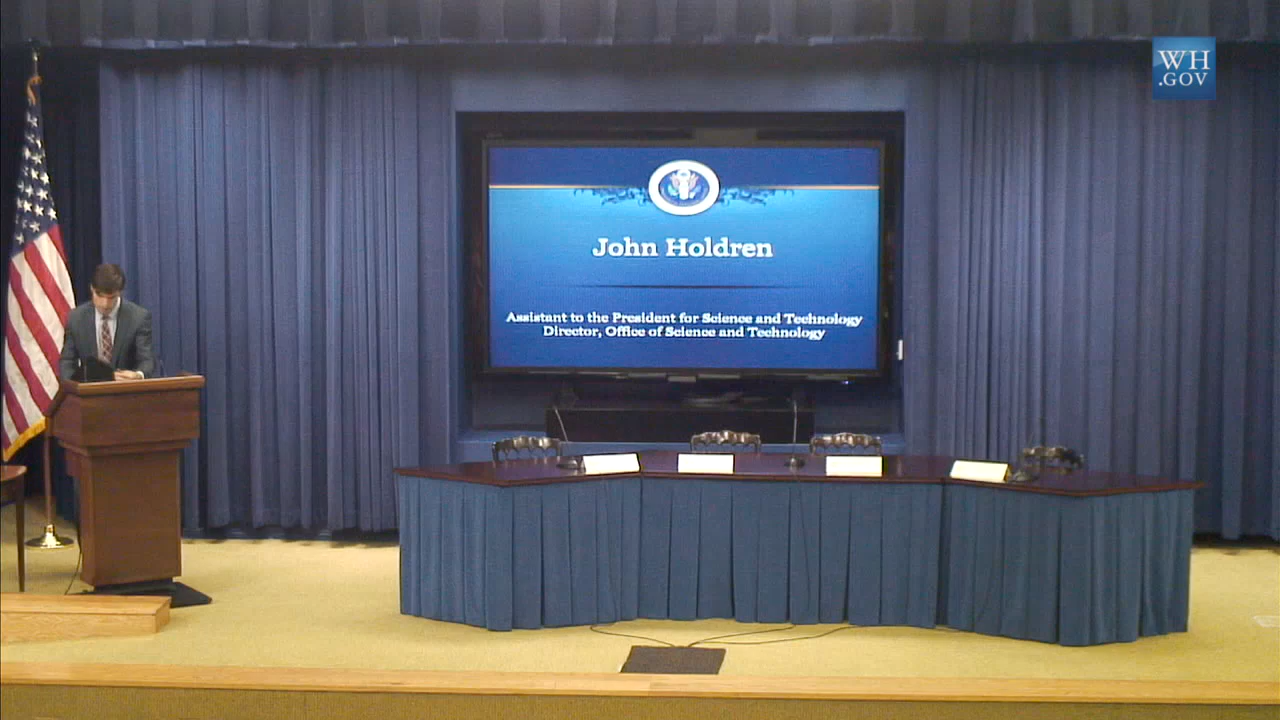 WH
.GOV
John Holdren
Assistant to the President for Science and Technology
Director, Office of Science and Technology